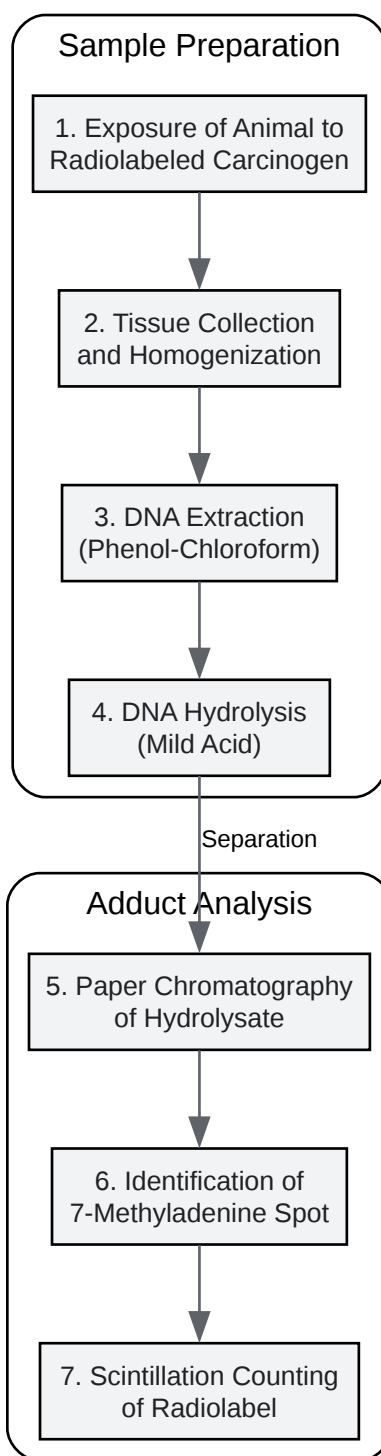 Sample Preparation
1. Exposure of Animal to
Radiolabeled Carcinogen
2. Tissue Collection
and Homogenization
3. DNA Extraction
(Phenol-Chloroform)
4. DNA Hydrolysis
(Mild Acid)
Separation
Adduct Analysis
5. Paper Chromatography
of Hydrolysate
6. Identification of
7-Methyladenine Spot
7. Scintillation Counting
of Radiolabel